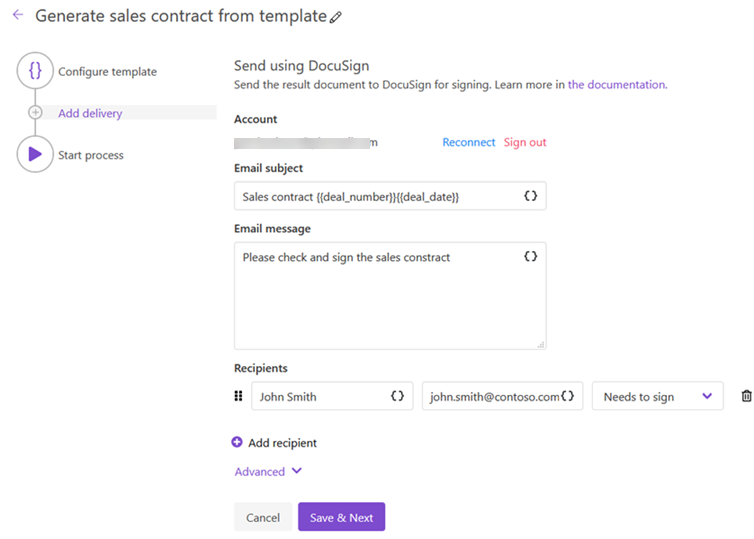 Generate sales contract from template
Configure template
Add delivery
Start process
Send using DocuSign
Send the result document to DocuSign for signing. Learn more in the documentation.
Account
m Reconnect Sign out
Email subject
Sales contract {{deal_number}}{{deal_date}}
Email message
Please check and sign the sales constract
Recipients
John Smith john.smith@contoso.com Needs to sign
Add recipient
Advanced
Cancel Save & Next